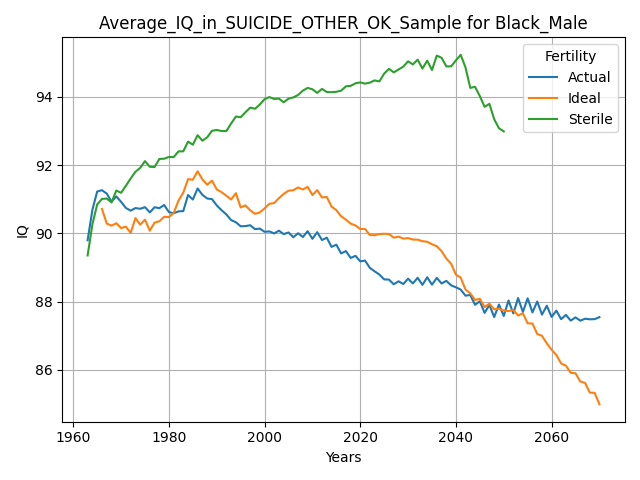 Average_IQ_in_SUICIDE_OTHER_OK_Sample for Black_Male
Fertility
Actual
Ideal
Sterile
IQ
94
92
90
88
86
1960
1980
2000
2020
2040
2060
Years